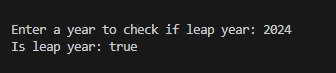 Enter a year to check if leap year: 2024
Is leap year: true